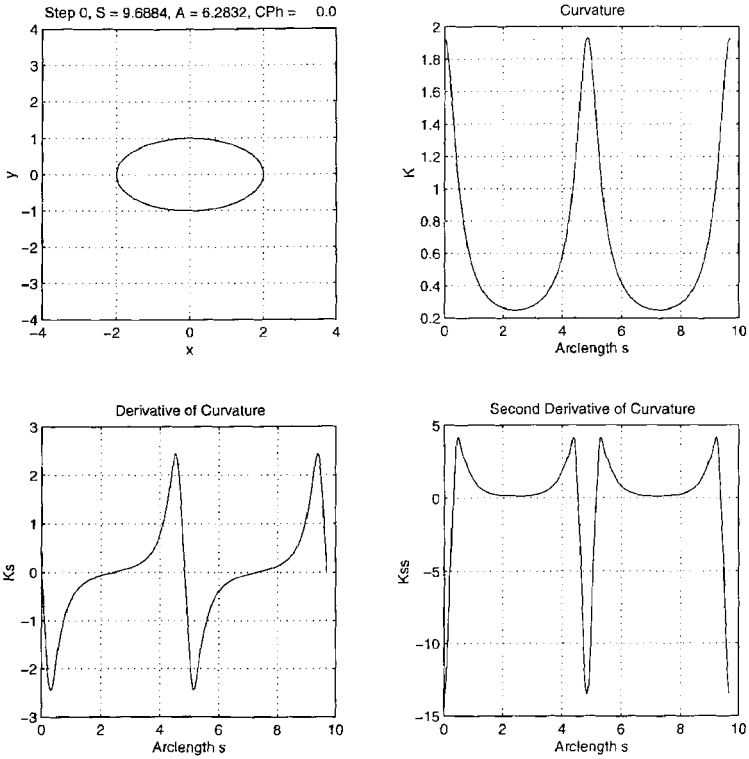 Step 0, S = 9.6884, A = 6.2832, CPh = 0.0
4
3
2
1
0
−1
−2
−3
−4
y
−4 −2 0 2 4
x
Curvature
2
1.8
1.6
1.4
1.2
1
0.8
0.6
0.4
0.2
K
0 2 4 6 8 10
Arclength s
Derivative of Curvature
3
2
1
0
−1
−2
−3
Ks
0 2 4 6 8 10
Arclength s
Second Derivative of Curvature
5
0
−5
−10
−15
Kss
0 2 4 6 8 10
Arclength s